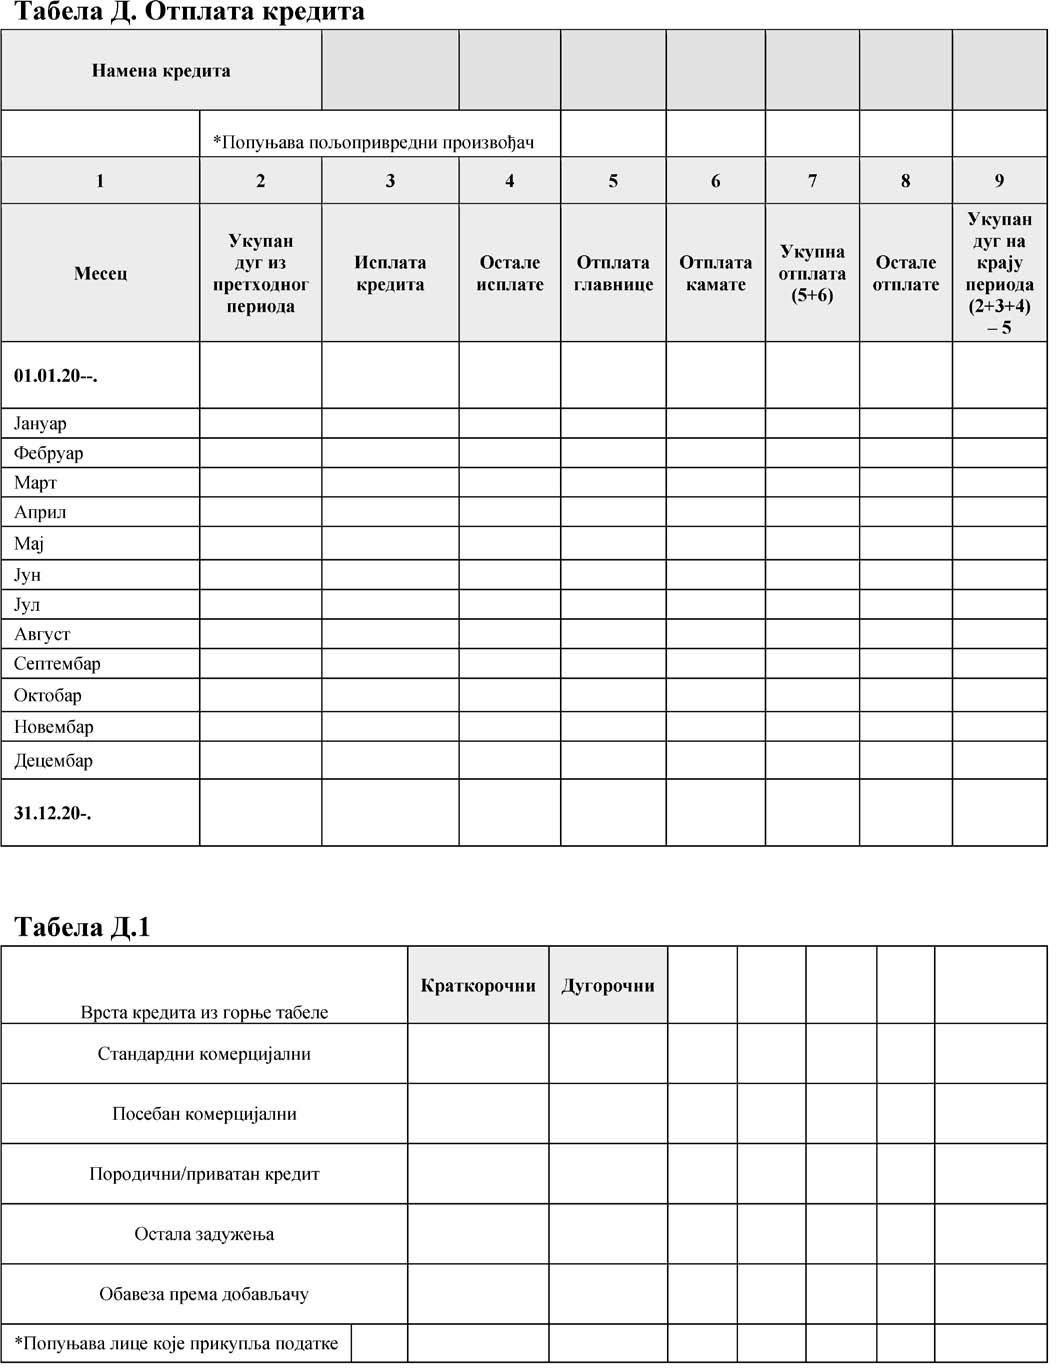 Табела Д. Отплата кредита
Намена кредита
*Попуњава пољопривредни произвођач
1 2 3 4 5 6 7 8 9
Месец
Укупан
дуг из
претходног
периода
Исплата
кредита
Остале
исплате
Отплата
главнице
Отплата
камате
Укупна
отплата
(5+6)
Остале
отплате
Укупан
дуг на
крају
периода
(2+3+4)
– 5
01.01.20--.
Јануар
Фебруар
Март
Април
Мај
Јун
Јул
Август
Септембар
Октобар
Новембар
Децембар
31.12.20-.
Табела Д.1
Врста кредита из горње табеле
Краткорочни
Дугорочни
Стандардни комерцијални
Посебан комерцијални
Породични/приватан кредит
Остала задужења
Обавеза према добављачу
*Попуњава лице које прикупља податке